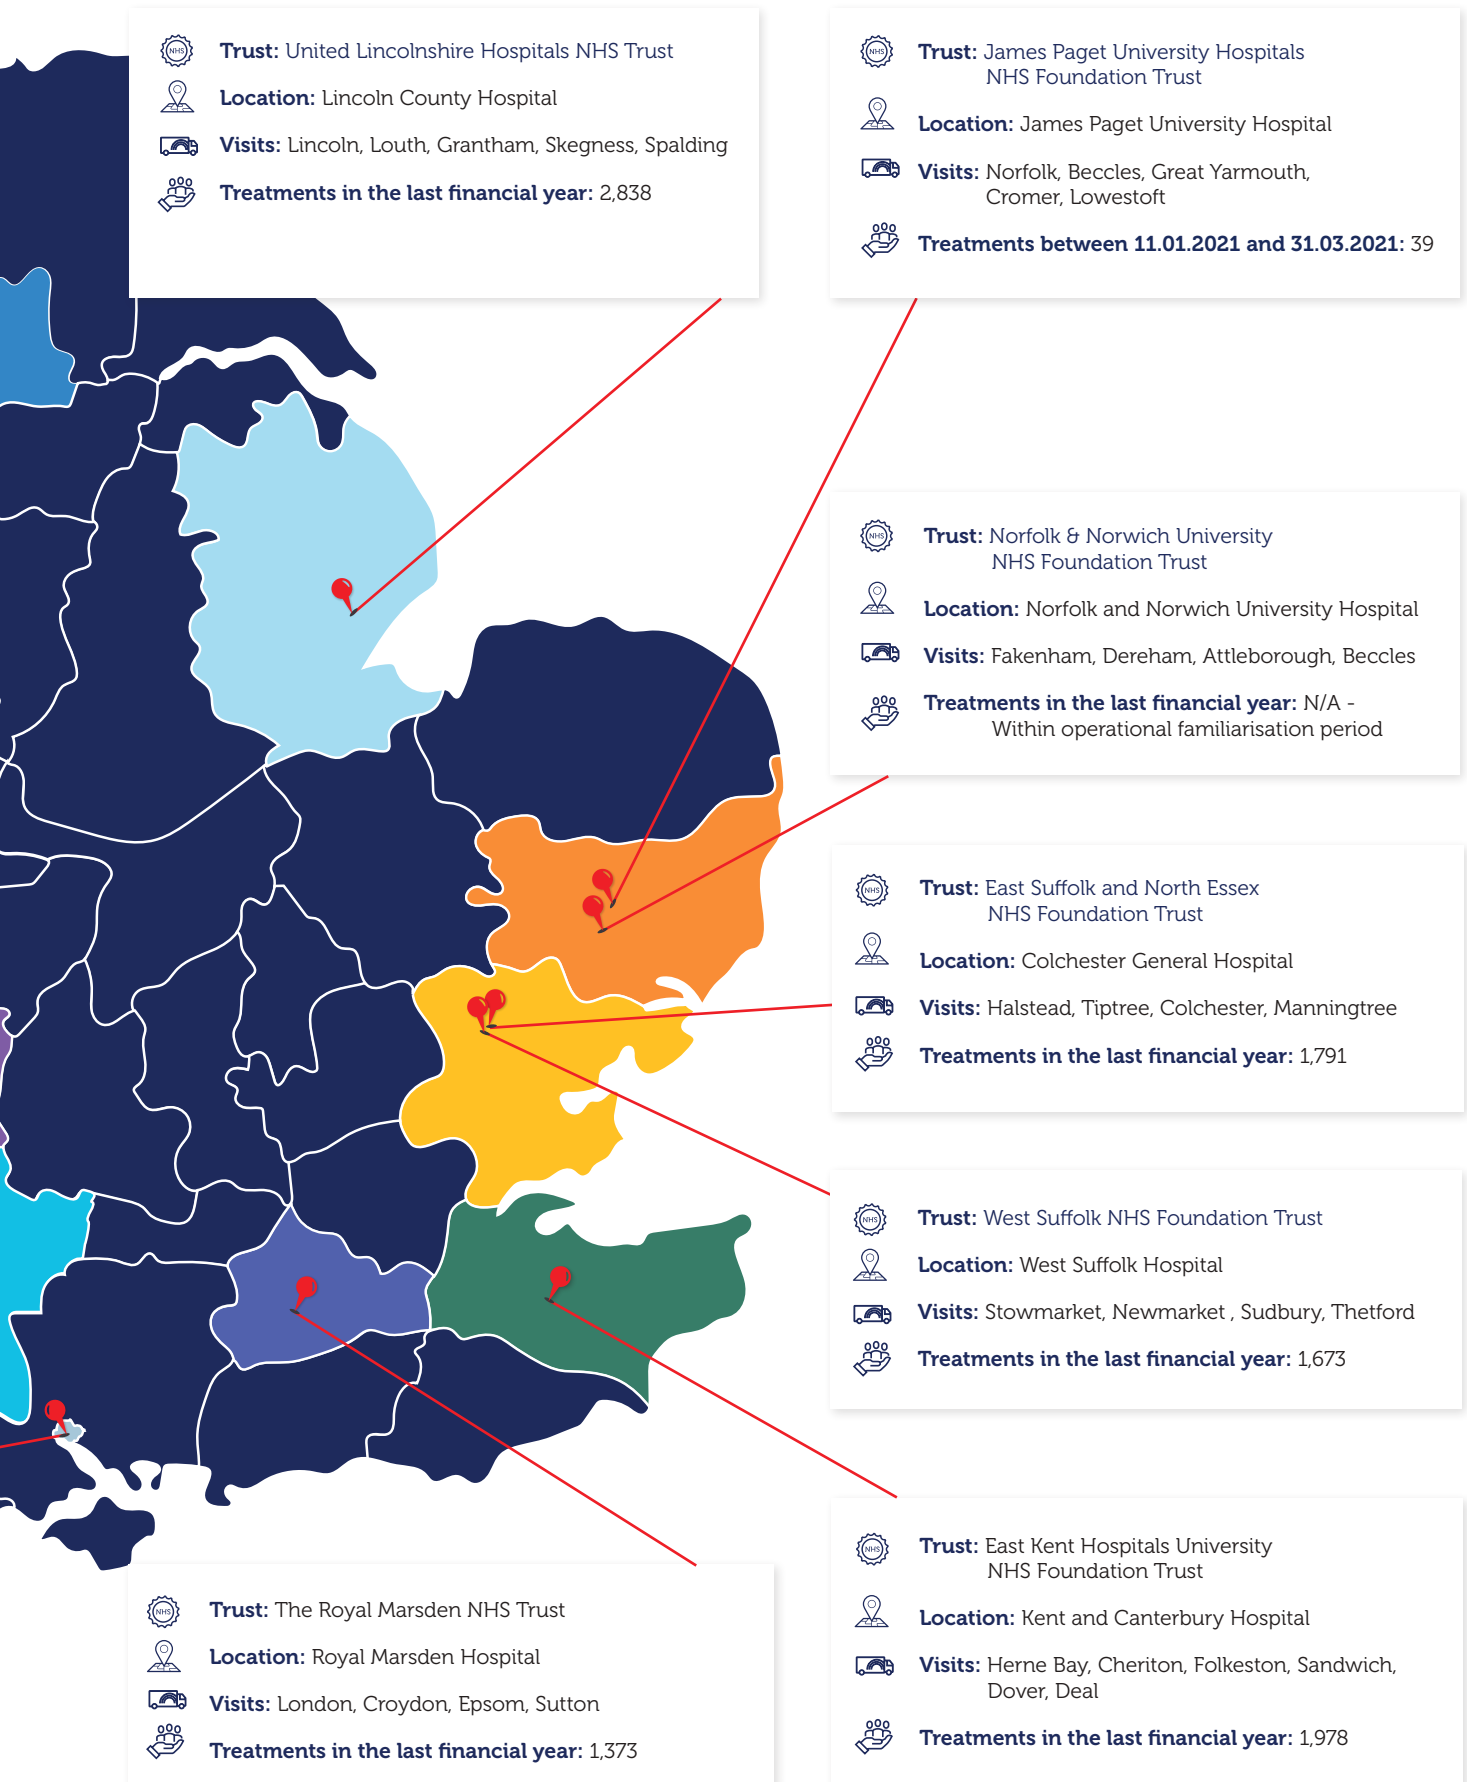 Trust: United Lincolnshire Hospitals NHS Trust
Location: Lincoln County Hospital
Visits: Lincoln, Louth, Grantham, Skegness, Spalding
Treatments in the last financial year: 2,838
Trust: James Paget University Hospitals
NHS Foundation Trust
Location: James Paget University Hospital
Visits: Norfolk, Beccles, Great Yarmouth,
Cromer, Lowestoft
Treatments between 11.01.2021 and 31.03.2021: 39
Trust: Norfolk & Norwich University
NHS Foundation Trust
Location: Norfolk and Norwich University Hospital
Visits: Fakenham, Dereham, Attleborough, Beccles
Treatments in the last financial year: N/A -
Within operational familiarisation period
Trust: East Suffolk and North Essex
NHS Foundation Trust
Location: Colchester General Hospital
Visits: Halstead, Tiptree, Colchester, Manningtree
Treatments in the last financial year: 1,791
Trust: West Suffolk NHS Foundation Trust
Location: West Suffolk Hospital
Visits: Stowmarket, Newmarket , Sudbury, Thetford
Treatments in the last financial year: 1,673
Trust: East Kent Hospitals University
NHS Foundation Trust
Location: Kent and Canterbury Hospital
Visits: Herne Bay, Cheriton, Folkeston, Sandwich,
Dover, Deal
Treatments in the last financial year: 1,978
Trust: The Royal Marsden NHS Trust
Location: Royal Marsden Hospital
Visits: London, Croydon, Epsom, Sutton
Treatments in the last financial year: 1,373
NHS
NHS
NHS
NHS
NHS
NHS
NHS